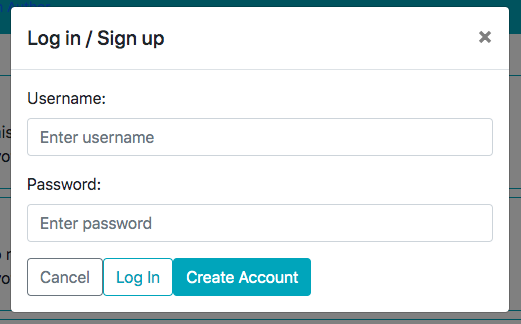 Log in / Sign up ×
Username:
Enter username
Password:
Enter password
Cancel Log In Create Account